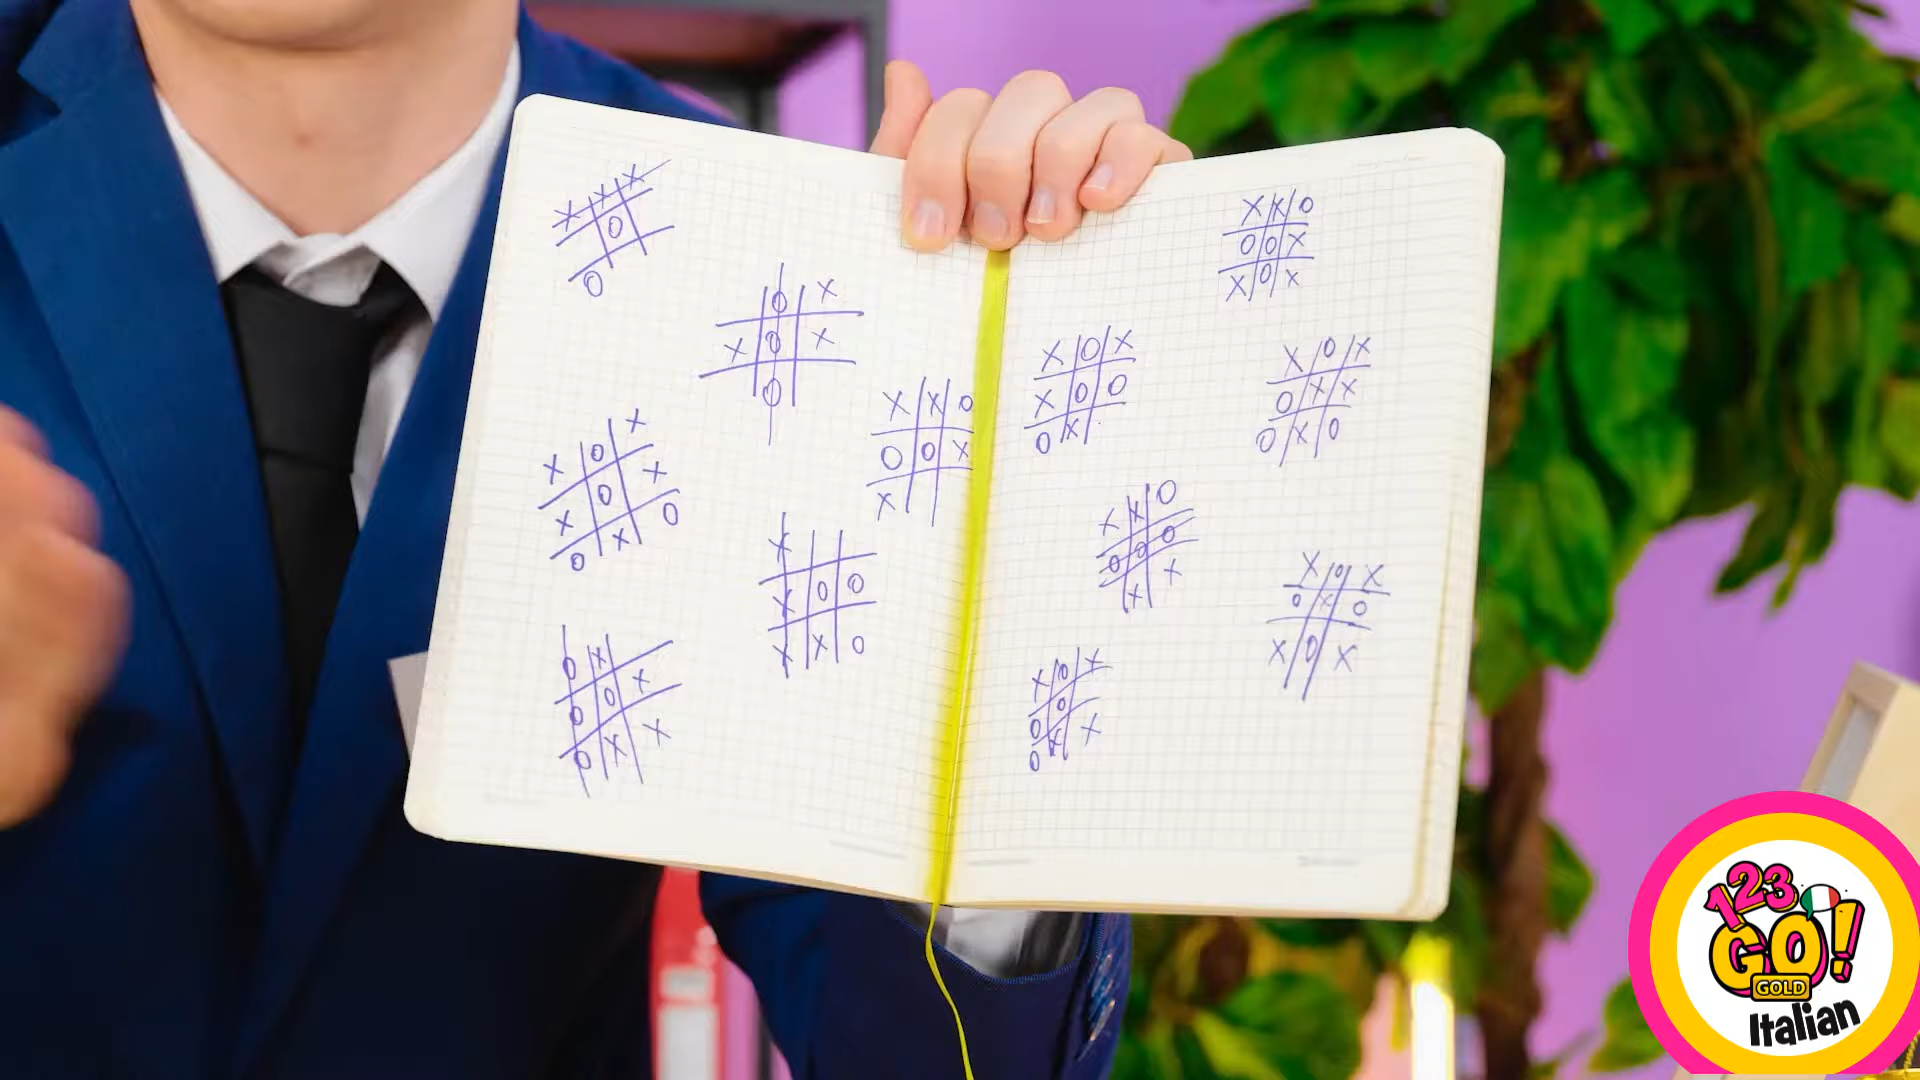 X X X
O
O
O X
X O X
O
X X O
O O X
X
X O X
X O X
O X O
X
X O O
X X O
O X
O O X
O X X
X X O
O O X
X O X
X O X
X O O
O X
X O X
O X X
O X O
X X O
O O O
X X
X O X
O X O
X O X
X O X
O O
O X X
123
GO!
GOLD
Italian